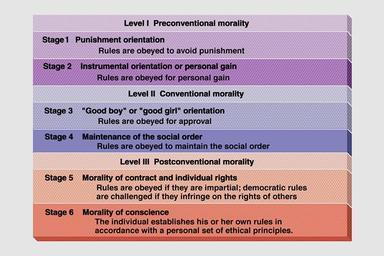 Level I Preconventional morality
Stage1 Punishment orientation
Rules are obeyed to avoid punishment
Stage 2 Instrumental orientation or personal gain
Rules are obeyed for personal gain
Level II Conventional morality
Stage 3 "Good boy" or "good girl" orientation
Rules are obeyed for approval
Stage 4 Maintenance of the social order
Rules are obeyed to maintain the social order
Level III Postconventional morality
Stage 5 Morality of contract and individual rights
Rules are obeyed if they are impartial; democratic rules
are challenged if they infringe on the rights of others
Stage 6 Morality of conscience
The individual establishes his or her own rules in
accordance with a personal set of ethical principles.